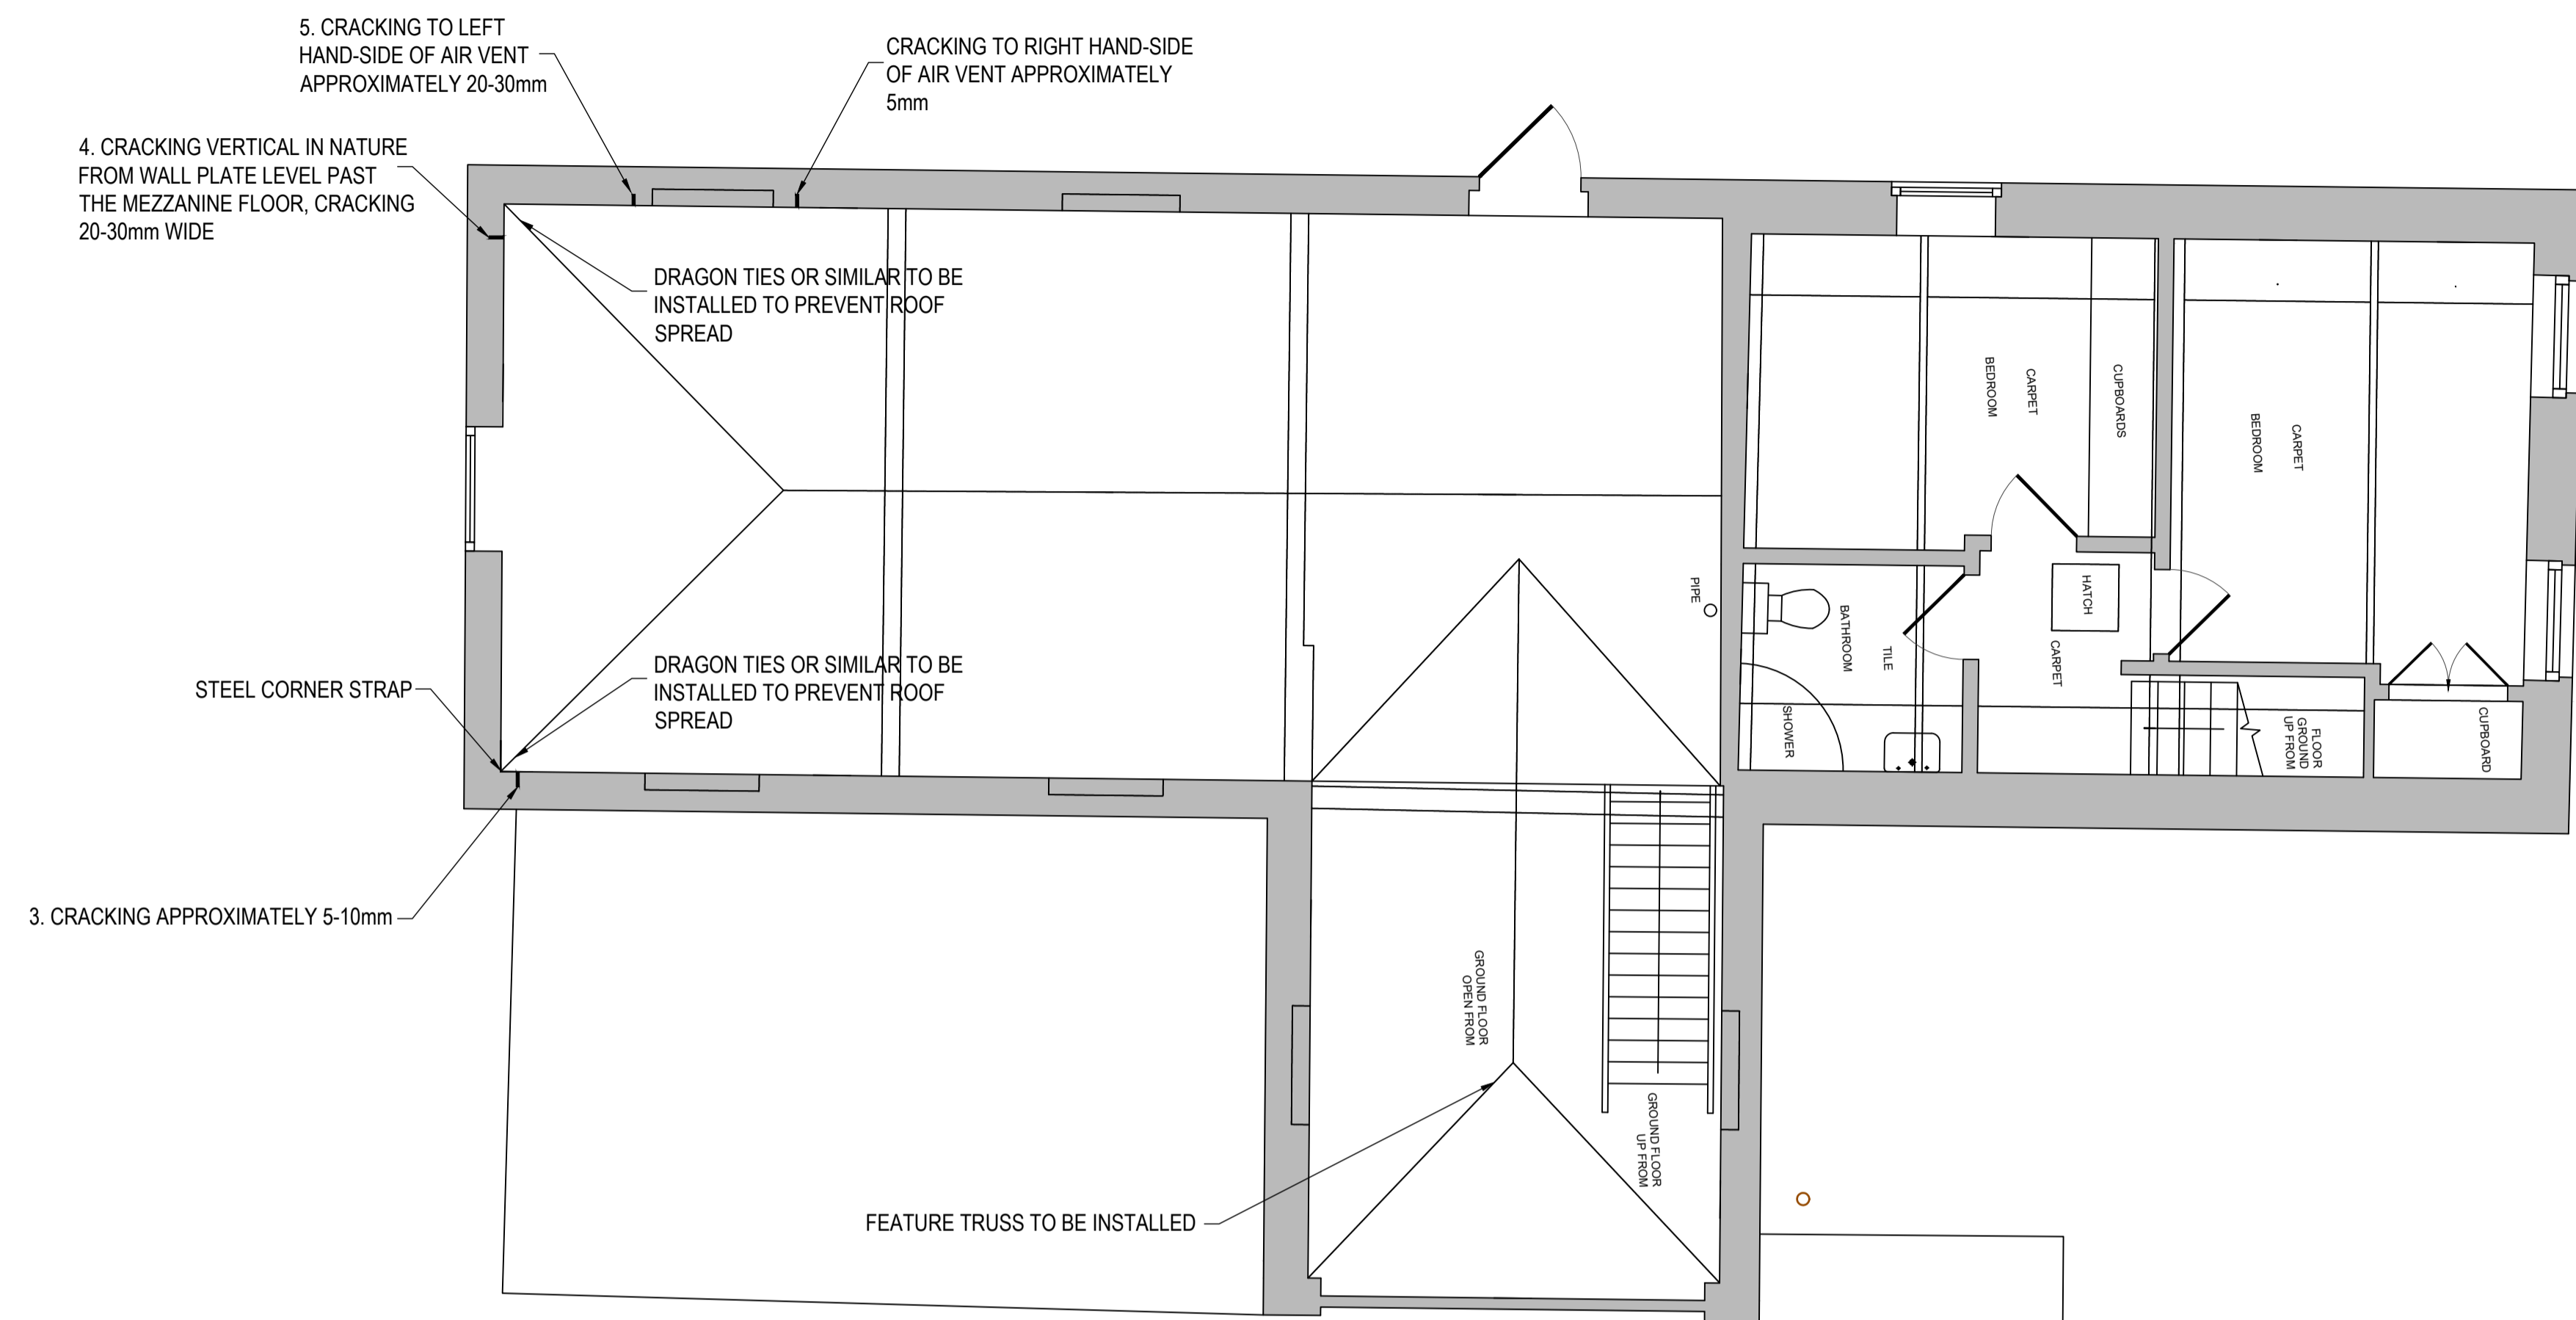 5. CRACKING TO LEFT
HAND-SIDE OF AIR VENT
APPROXIMATELY 20-30mm
CRACKING TO RIGHT HAND-SIDE
OF AIR VENT APPROXIMATELY
5mm
4. CRACKING VERTICAL IN NATURE
FROM WALL PLATE LEVEL PAST
THE MEZZANINE FLOOR, CRACKING
20-30mm WIDE
DRAGON TIES OR SIMILAR TO BE
INSTALLED TO PREVENT ROOF
SPREAD
BEDROOM
CARPET
CUPBOARDS
BEDROOM
CARPET
PIPE
HATCH
BATHROOM
TILE
CARPET
DRAGON TIES OR SIMILAR TO BE
INSTALLED TO PREVENT ROOF
SPREAD
STEEL CORNER STRAP
SHOWER
UP FROM
GROUND
FLOOR
CUPBOARD
3. CRACKING APPROXIMATELY 5-10mm
OPEN FROM
GROUND FLOOR
UP FROM
GROUND FLOOR
FEATURE TRUSS TO BE INSTALLED